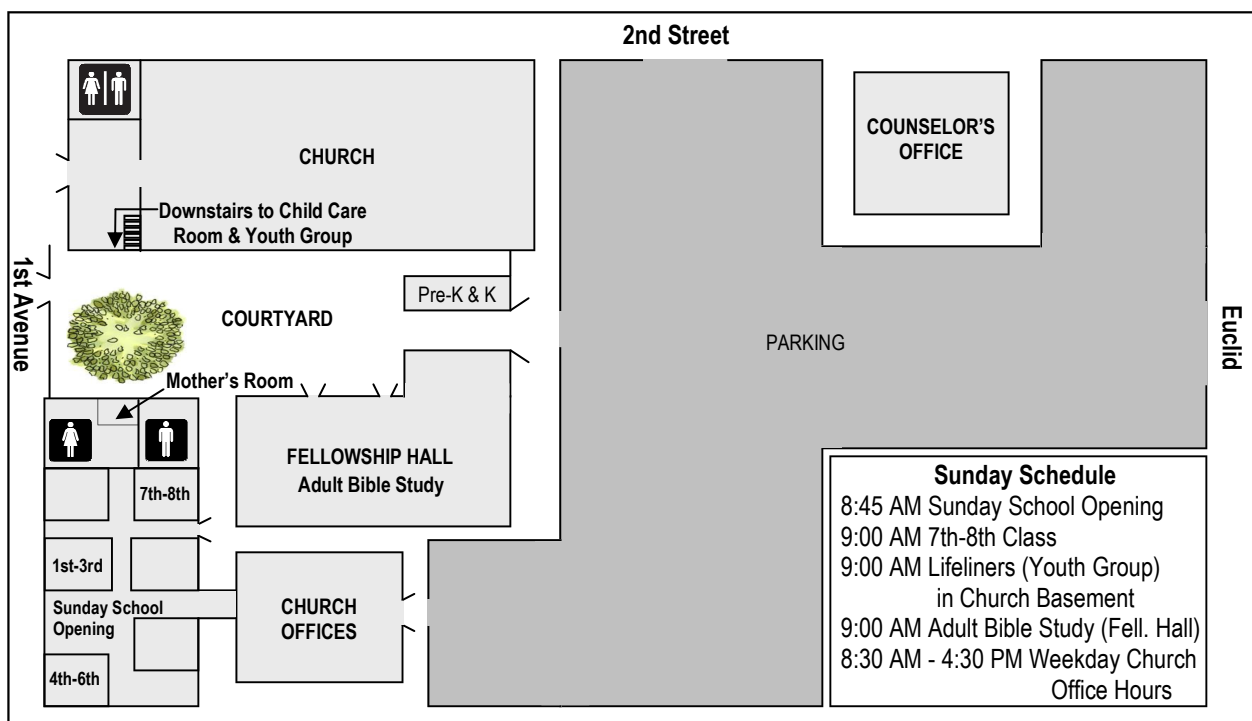 2nd Street
CHURCH
COUNSELOR'S
OFFICE
Downstairs to Child Care
Room & Youth Group
1st Avenue
Pre-K & K
COURTYARD
PARKING
Euclid
Mother's Room
FELLOWSHIP HALL
Adult Bible Study
7th-8th
1st-3rd
Sunday School
Opening
4th-6th
CHURCH
OFFICES
Sunday Schedule
8:45 AM Sunday School Opening
9:00 AM 7th-8th Class
9:00 AM Lifeliners (Youth Group)
in Church Basement
9:00 AM Adult Bible Study (Fell. Hall)
8:30 AM - 4:30 PM Weekday Church
Office Hours